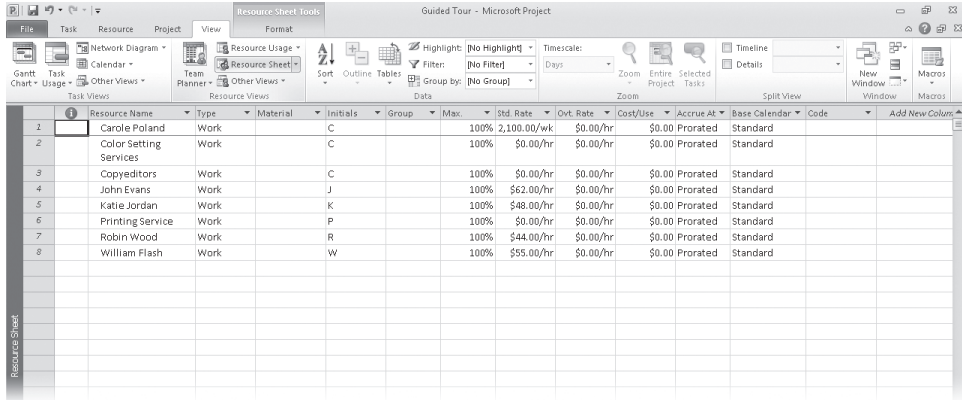 Resource Sheet Tools
Guided Tour - Microsoft Project
File Task Resource Project View Format
Network Diagram Resource Usage Highlight: [No Highlight] Timescale: Timeline
Calendar Resource Sheet Filter: [No Filter] Days Details
Gantt Chart Task Usage Other Views Team Planner Other Views Sort Outline Tables Group by: [No Group] Zoom Entire Project Selected Tasks New Window Macros
Task Views Resource Views Data Zoom Split View Window Macros
Resource Name Type Material Initials Group Max. Std. Rate Ovt. Rate Cost/Use Accrue At Base Calendar Code Add New Colum
1 Carole Poland Work C 100% 2,100.00/wk $0.00/hr $0.00 Prorated Standard
2 Color Setting Services Work C 100% $0.00/hr $0.00/hr $0.00 Prorated Standard
3 Copyeditors Work C 100% $0.00/hr $0.00/hr $0.00 Prorated Standard
4 John Evans Work J 100% $62.00/hr $0.00/hr $0.00 Prorated Standard
5 Katie Jordan Work K 100% $48.00/hr $0.00/hr $0.00 Prorated Standard
6 Printing Service Work P 100% $0.00/hr $0.00/hr $0.00 Prorated Standard
7 Robin Wood Work R 100% $44.00/hr $0.00/hr $0.00 Prorated Standard
8 William Flash Work W 100% $55.00/hr $0.00/hr $0.00 Prorated Standard
Resource Sheet